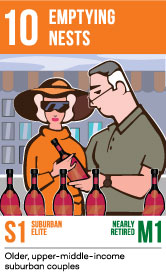 10 EMPTYING
NESTS
S1 SUBURBAN
ELITE
NEARLY
RETIRED M1
Older, upper-middle-income
suburban couples